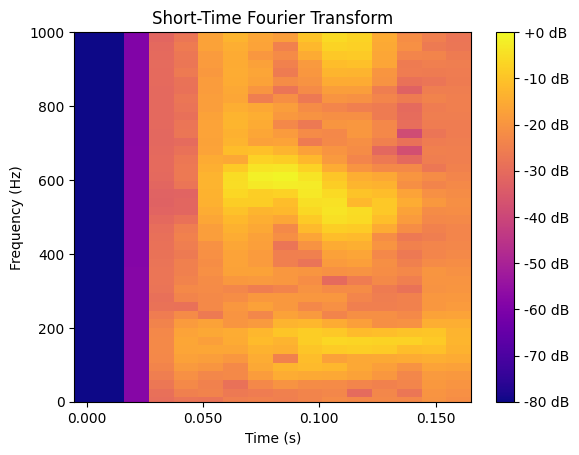 Short-Time Fourier Transform
Frequency (Hz)
1000
800
600
400
200
0
0.000
0.050
0.100
0.150
Time (s)
+0 dB
-10 dB
-20 dB
-30 dB
-40 dB
-50 dB
-60 dB
-70 dB
-80 dB